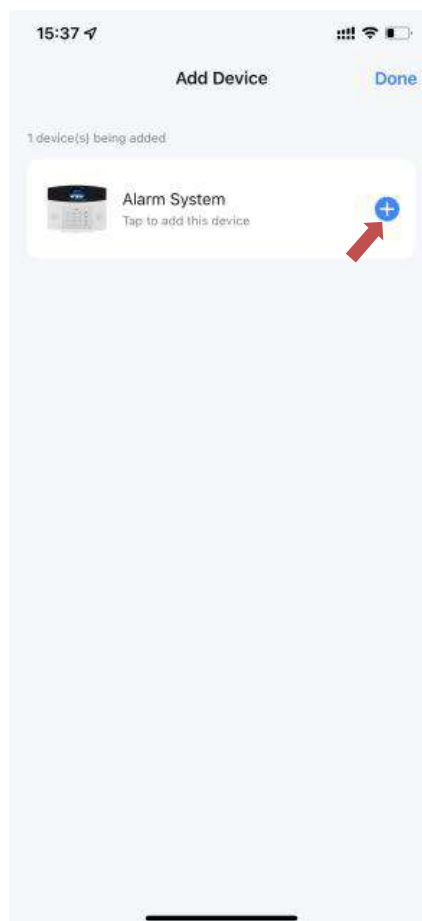 15:37
Add Device
Done
1 device(s) being added
Alarm System
Tap to add this device